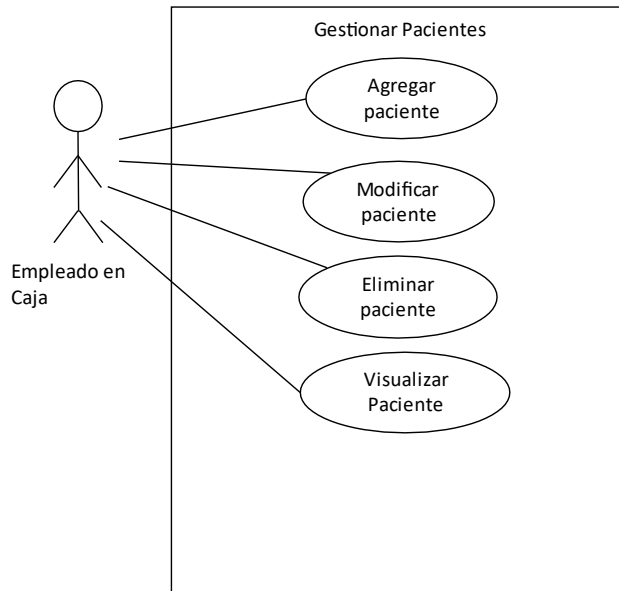 Gestionar Pacientes
Agregar
paciente
Modificar
paciente
Eliminar
paciente
Visualizar
Paciente
Empleado en
Caja